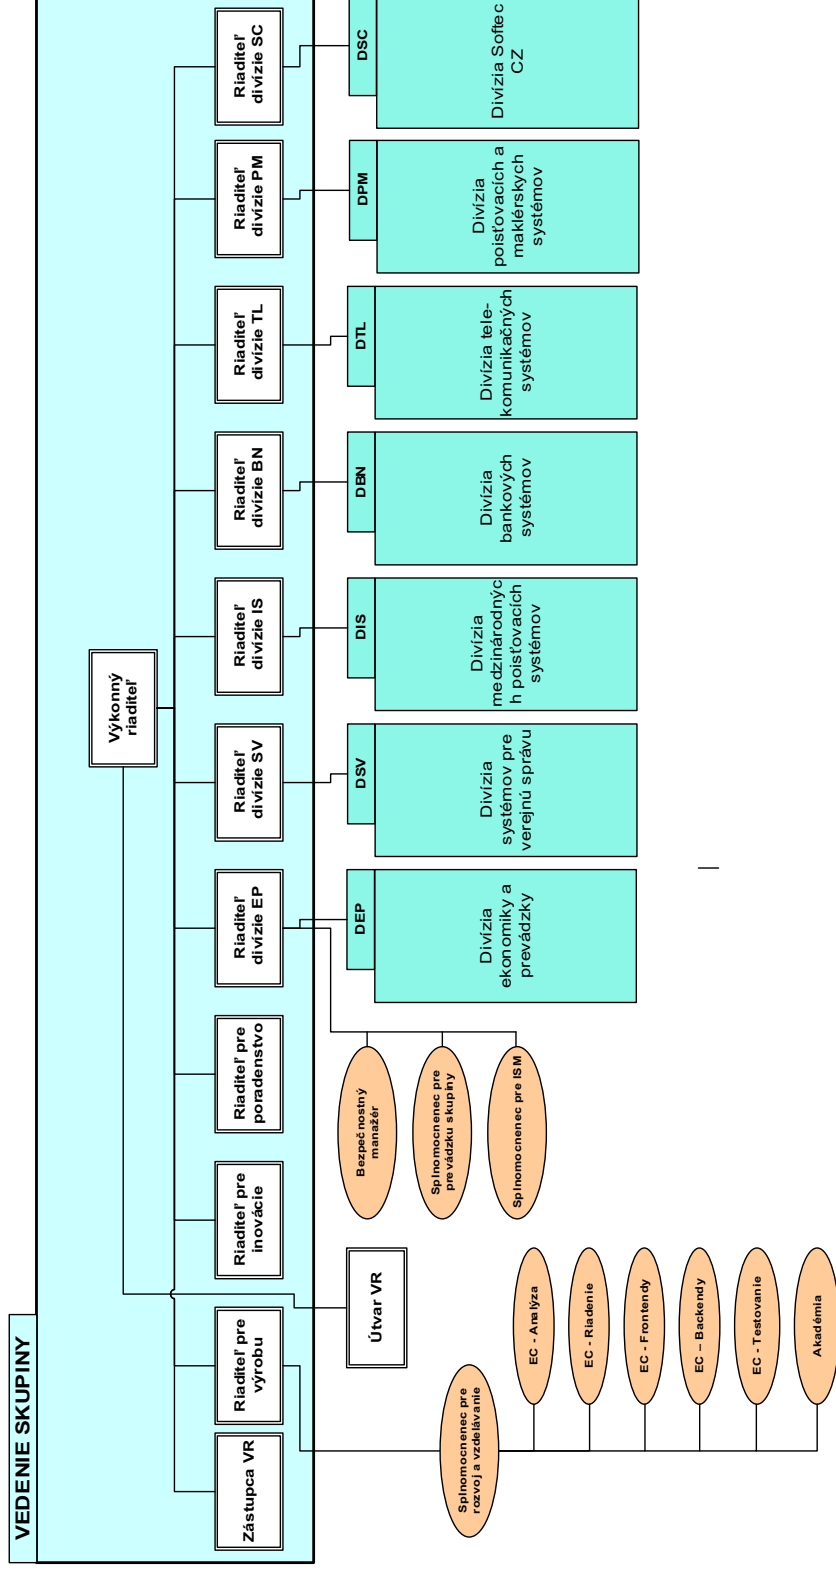 VEDENIE SKUPINY
Výkonný
riaditeľ
Zástupca VR
Riaditeľ pre
výrobu
Riaditeľ pre
inovácie
Riaditeľ pre
poradenstvo
Riaditeľ
divízie EP
Riaditeľ
divízie SV
Riaditeľ
divízie IS
Riaditeľ
divízie BN
Riaditeľ
divízie TL
Riaditeľ
divízie PM
Riaditeľ
divízie SC
Útvar VR
Bezpečnostný
manažér
Splnomocnenec pre
prevádzku skupiny
Splnomocnenec pre ISM
DEP
Divízia
ekonomiky a
prevádzky
DSV
Divízia
systémov pre
verejnú správu
DIS
Divízia
medzinárodnýc
h poisťovacích
systémov
DBN
Divízia
bankových
systémov
DTL
Divízia tele-
komunikačných
systémov
DPM
Divízia
poisťovacích a
maklérskych
systémov
DSC
Divízia Softec
CZ
Splnomocnenec pre
rozvoj a vzdelávanie
EC - Analýza
EC - Riadenie
EC - Frontendy
EC – Backendy
EC - Testovanie
Akadémia